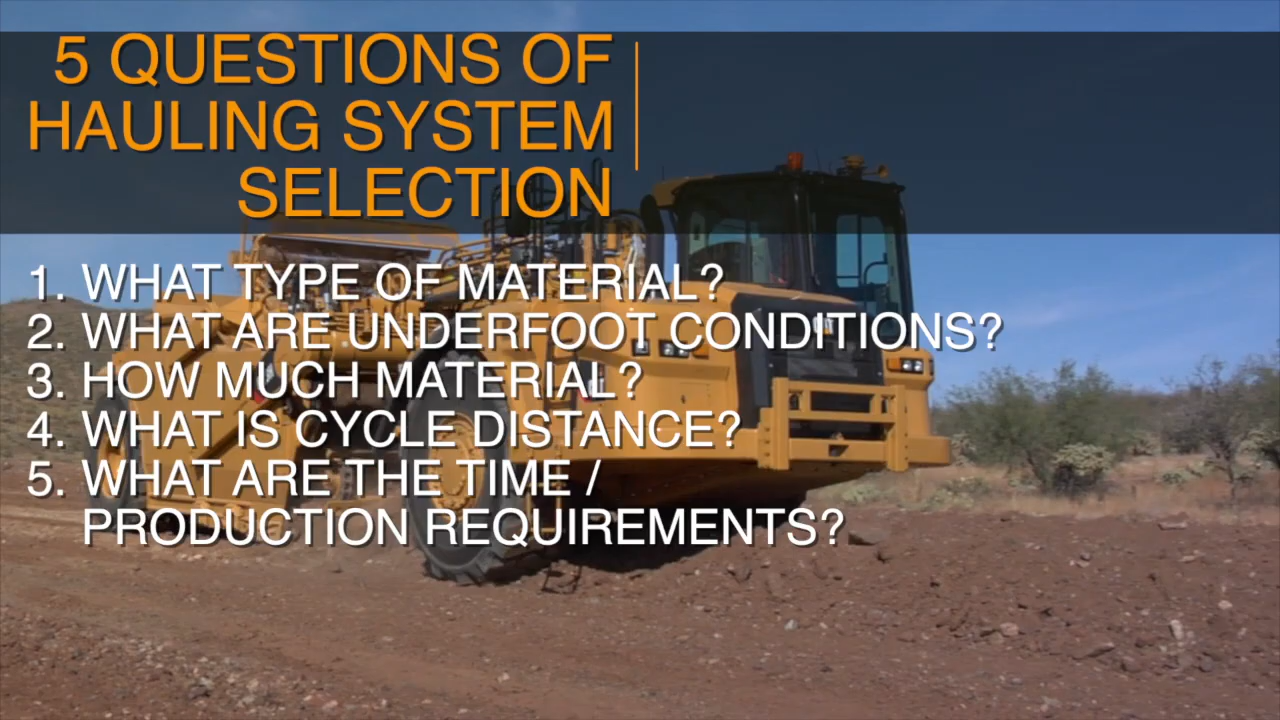 5 QUESTIONS OF
HAULING SYSTEM
SELECTION
1. WHAT TYPE OF MATERIAL?
2. WHAT ARE UNDERFOOT CONDITIONS?
3. HOW MUCH MATERIAL?
4. WHAT IS CYCLE DISTANCE?
5. WHAT ARE THE TIME /
PRODUCTION REQUIREMENTS?